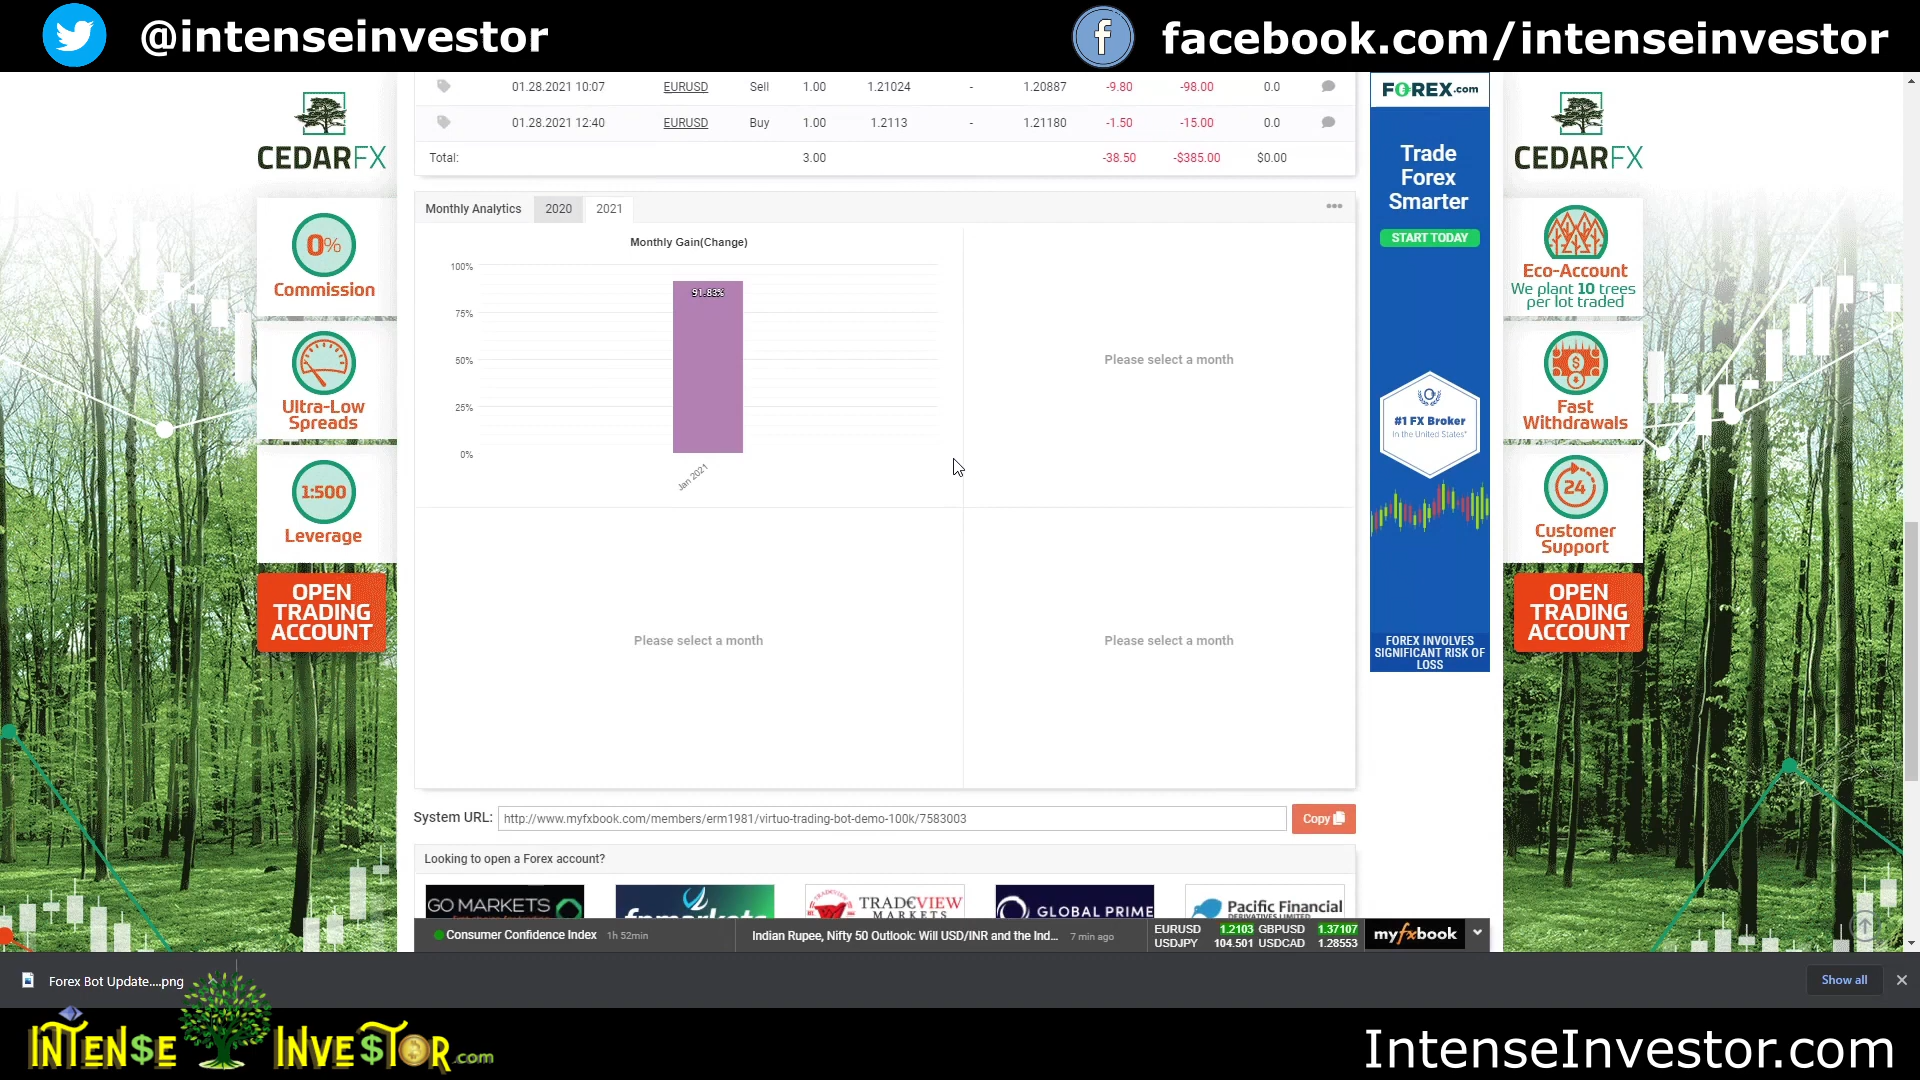 @intenseinvestor
facebook.com/intenseinvestor
01.28.2021 10:07 EURUSD Sell 1.00 1.21024 - 1.20887 -9.80 -98.00 0.0
01.28.2021 12:40 EURUSD Buy 1.00 1.2113 - 1.21180 -1.50 -15.00 0.0
Total: 3.00 -38.50 -$385.00 $0.00
CEDARFX
0%
Commission
Ultra-Low
Spreads
1:500
Leverage
OPEN
TRADING
ACCOUNT
Monthly Analytics 2020 2021
Monthly Gain(Change)
100%
91.83%
75%
50%
25%
0%
Jan 2021
Please select a month
Please select a month
Please select a month
FOREX.com
Trade
Forex
Smarter
START TODAY
#1 FX Broker
In the United States*
FOREX INVOLVES
SIGNIFICANT RISK OF
LOSS
CEDARFX
Eco-Account
We plant 10 trees
per lot traded
Fast
Withdrawals
24
Customer
Support
OPEN
TRADING
ACCOUNT
System URL: http://www.myfxbook.com/members/erm1981/virtuo-trading-bot-demo-100k/7583003 Copy
Looking to open a Forex account?
GO MARKETS
fpmarkets
TRADEVIEW
MARKETS
GLOBAL PRIME
Pacific Financial
DERIVATIVES LIMITED
Consumer Confidence Index 1h 52min
Indian Rupee, Nifty 50 Outlook: Will USD/INR and the Ind... 7 min ago
EURUSD 1.2103 GBPUSD 1.37107
USDJPY 104.501 USDCAD 1.28553
myfxbook
Forex Bot Update....png
Show all
INTEN$E INVE$TOR.com
IntenseInvestor.com